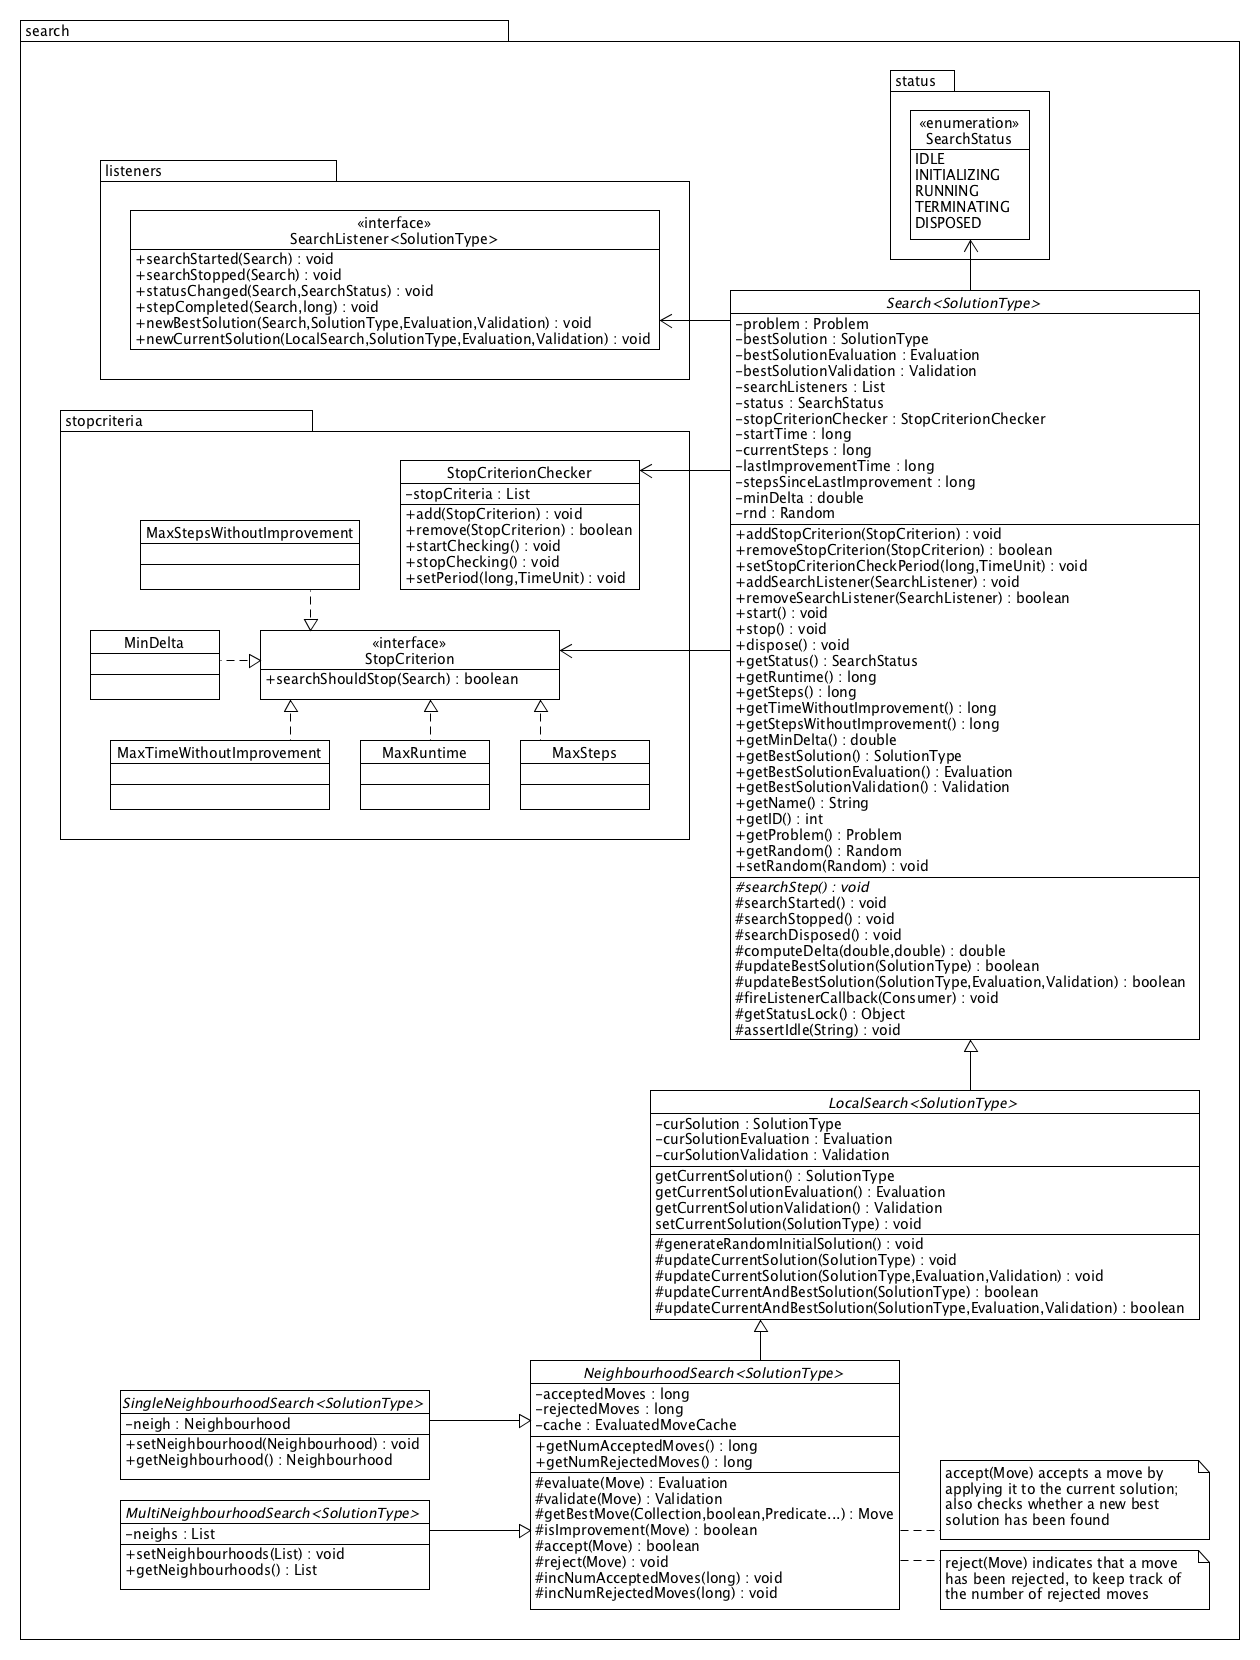 search
status
«enumeration»
SearchStatus
IDLE
INITIALIZING
RUNNING
TERMINATING
DISPOSED
listeners
«interface»
SearchListener<SolutionType>
+searchStarted(Search) : void
+searchStopped(Search) : void
+statusChanged(Search,SearchStatus) : void
+stepCompleted(Search,long) : void
+newBestSolution(Search,SolutionType,Evaluation,Validation) : void
+newCurrentSolution(LocalSearch,SolutionType,Evaluation,Validation) : void
Search<SolutionType>
-problem : Problem
-bestSolution : SolutionType
-bestSolutionEvaluation : Evaluation
-bestSolutionValidation : Validation
-searchListeners : List
-status : SearchStatus
-stopCriterionChecker : StopCriterionChecker
-startTime : long
-currentSteps : long
-lastImprovementTime : long
-stepsSinceLastImprovement : long
-minDelta : double
-rnd : Random
+addStopCriterion(StopCriterion) : void
+removeStopCriterion(StopCriterion) : boolean
+setStopCriterionCheckPeriod(long,TimeUnit) : void
+addSearchListener(SearchListener) : void
+removeSearchListener(SearchListener) : boolean
+start() : void
+stop() : void
+dispose() : void
+getStatus() : SearchStatus
+getRuntime() : long
+getSteps() : long
+getTimeWithoutImprovement() : long
+getStepsWithoutImprovement() : long
+getMinDelta() : double
+getBestSolution() : SolutionType
+getBestSolutionEvaluation() : Evaluation
+getBestSolutionValidation() : Validation
+getName() : String
+getID() : int
+getProblem() : Problem
+getRandom() : Random
+setRandom(Random) : void
#searchStep() : void
#searchStarted() : void
#searchStopped() : void
#searchDisposed() : void
#computeDelta(double,double) : double
#updateBestSolution(SolutionType) : boolean
#updateBestSolution(SolutionType,Evaluation,Validation) : boolean
#fireListenerCallback(Consumer) : void
#getStatusLock() : Object
#assertIdle(String) : void
stopcriteria
StopCriterionChecker
-stopCriteria : List
+add(StopCriterion) : void
+remove(StopCriterion) : boolean
+startChecking() : void
+stopChecking() : void
+setPeriod(long,TimeUnit) : void
MaxStepsWithoutImprovement
MinDelta
«interface»
StopCriterion
+searchShouldStop(Search) : boolean
MaxTimeWithoutImprovement
MaxRuntime
MaxSteps
LocalSearch<SolutionType>
-curSolution : SolutionType
-curSolutionEvaluation : Evaluation
-curSolutionValidation : Validation
getCurrentSolution() : SolutionType
getCurrentSolutionEvaluation() : Evaluation
getCurrentSolutionValidation() : Validation
setCurrentSolution(SolutionType) : void
#generateRandomInitialSolution() : void
#updateCurrentSolution(SolutionType) : void
#updateCurrentSolution(SolutionType,Evaluation,Validation) : void
#updateCurrentAndBestSolution(SolutionType) : boolean
#updateCurrentAndBestSolution(SolutionType,Evaluation,Validation) : boolean
NeighbourhoodSearch<SolutionType>
-acceptedMoves : long
-rejectedMoves : long
-cache : EvaluatedMoveCache
+getNumAcceptedMoves() : long
+getNumRejectedMoves() : long
#evaluate(Move) : Evaluation
#validate(Move) : Validation
#getBestMove(Collection,boolean,Predicate...) : Move
#isImprovement(Move) : boolean
#accept(Move) : boolean
#reject(Move) : void
#incNumAcceptedMoves(long) : void
#incNumRejectedMoves(long) : void
SingleNeighbourhoodSearch<SolutionType>
-neigh : Neighbourhood
+setNeighbourhood(Neighbourhood) : void
+getNeighbourhood() : Neighbourhood
MultiNeighbourhoodSearch<SolutionType>
-neighs : List
+setNeighbourhoods(List) : void
+getNeighbourhoods() : List
accept(Move) accepts a move by
applying it to the current solution;
also checks whether a new best
solution has been found
reject(Move) indicates that a move
has been rejected, to keep track of
the number of rejected moves